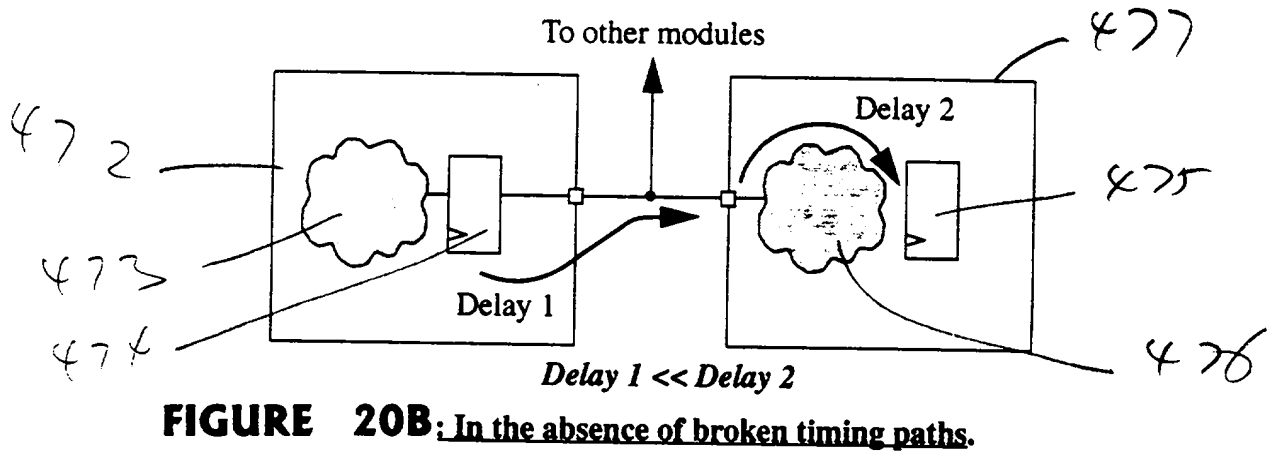 To other modules
477
Delay 2
472
475
473
Delay 1
474
476
Delay 1 << Delay 2
FIGURE 20B: In the absence of broken timing paths.